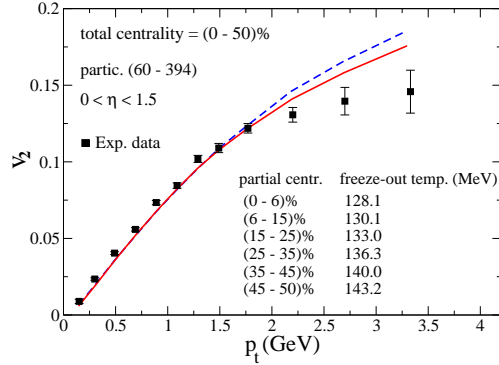 total centrality = (0 - 50)%
partic. (60 - 394)
0 < η < 1.5
Exp. data
partial centr. freeze-out temp. (MeV)
(0 - 6)% 128.1
(6 - 15)% 130.1
(15 - 25)% 133.0
(25 - 35)% 136.3
(35 - 45)% 140.0
(45 - 50)% 143.2
0.2
0.15
0.1
0.05
0
v2
0 0.5 1 1.5 2 2.5 3 3.5 4
pt(GeV)